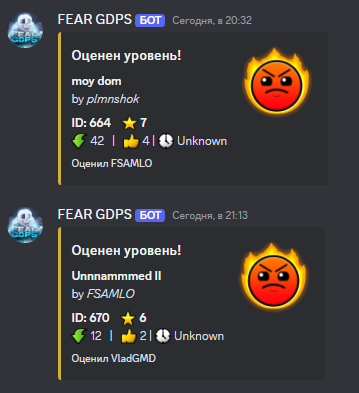 FEAR GDPS БОТ Сегодня, в 20:32
Оценен уровень!
moy dom
by plmnshok
ID: 664 7
42 | 4 | Unknown
Оценил FSAMLO
FEAR GDPS БОТ Сегодня, в 21:13
Оценен уровень!
Unnnammmed II
by FSAMLO
ID: 670 6
12 | 2 | Unknown
Оценил VladGMD